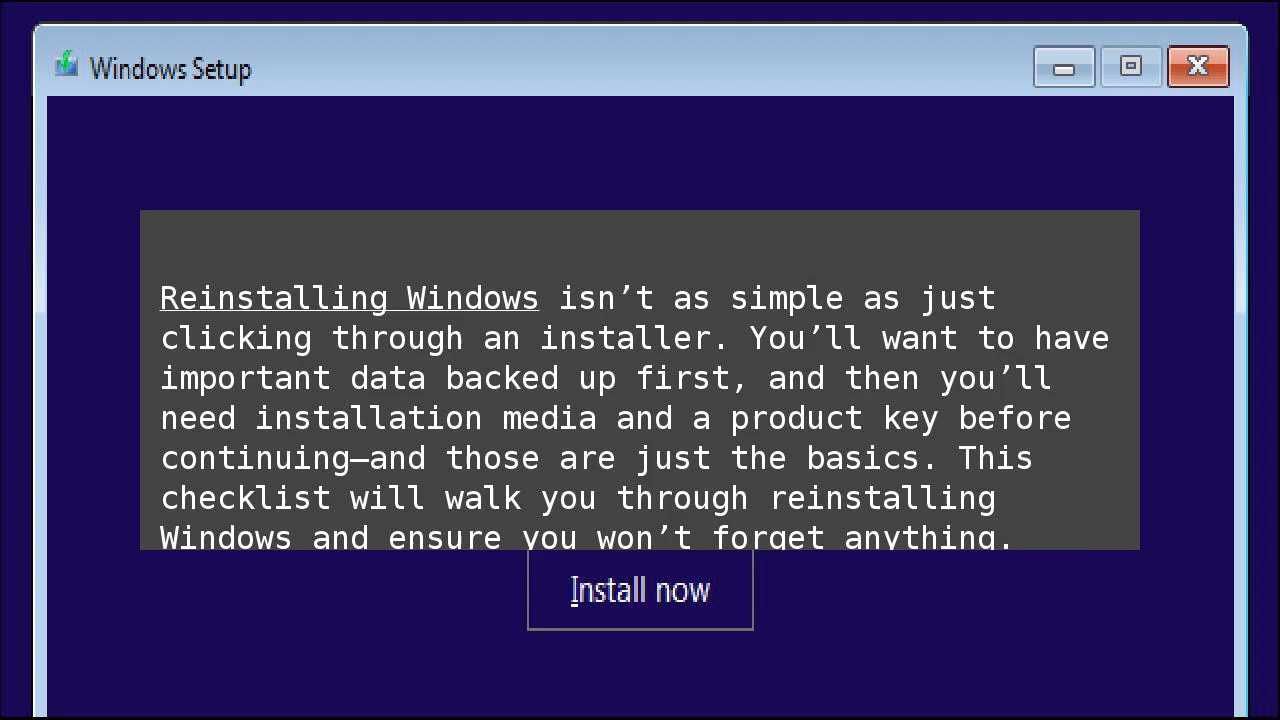 Windows Setup
Reinstalling Windows isn’t as simple as just
clicking through an installer. You’ll want to have
important data backed up first, and then you’ll
need installation media and a product key before
continuing—and those are just the basics. This
checklist will walk you through reinstalling
Windows and ensure you won’t forget anything.
Install now